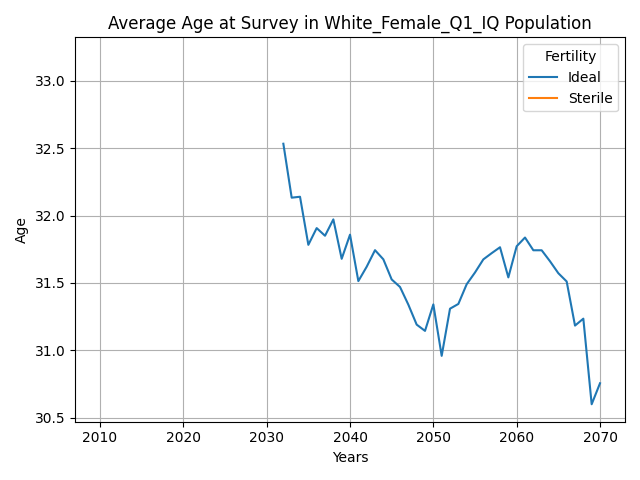 Average Age at Survey in White_Female_Q1_IQ Population
Fertility
Ideal
Sterile
33.0
32.5
32.0
31.5
31.0
30.5
Age
2010 2020 2030 2040 2050 2060 2070
Years